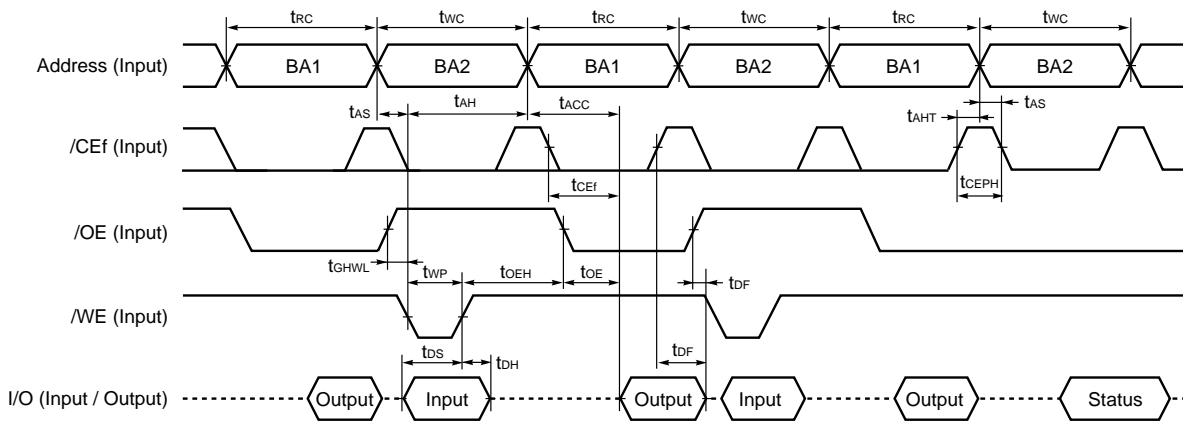 tRC tWC tRC tWC tRC tWC
Address (Input) BA1 BA2 BA1 BA2 BA1 BA2
tAS tAH tACC tAHT tAS
/CEf (Input)
tCEf tCEPH
/OE (Input)
tGHWL tWP tOEH tOE tDF
/WE (Input)
tDS tDH tDF
I/O (Input / Output) Output Input Output Input Output Status